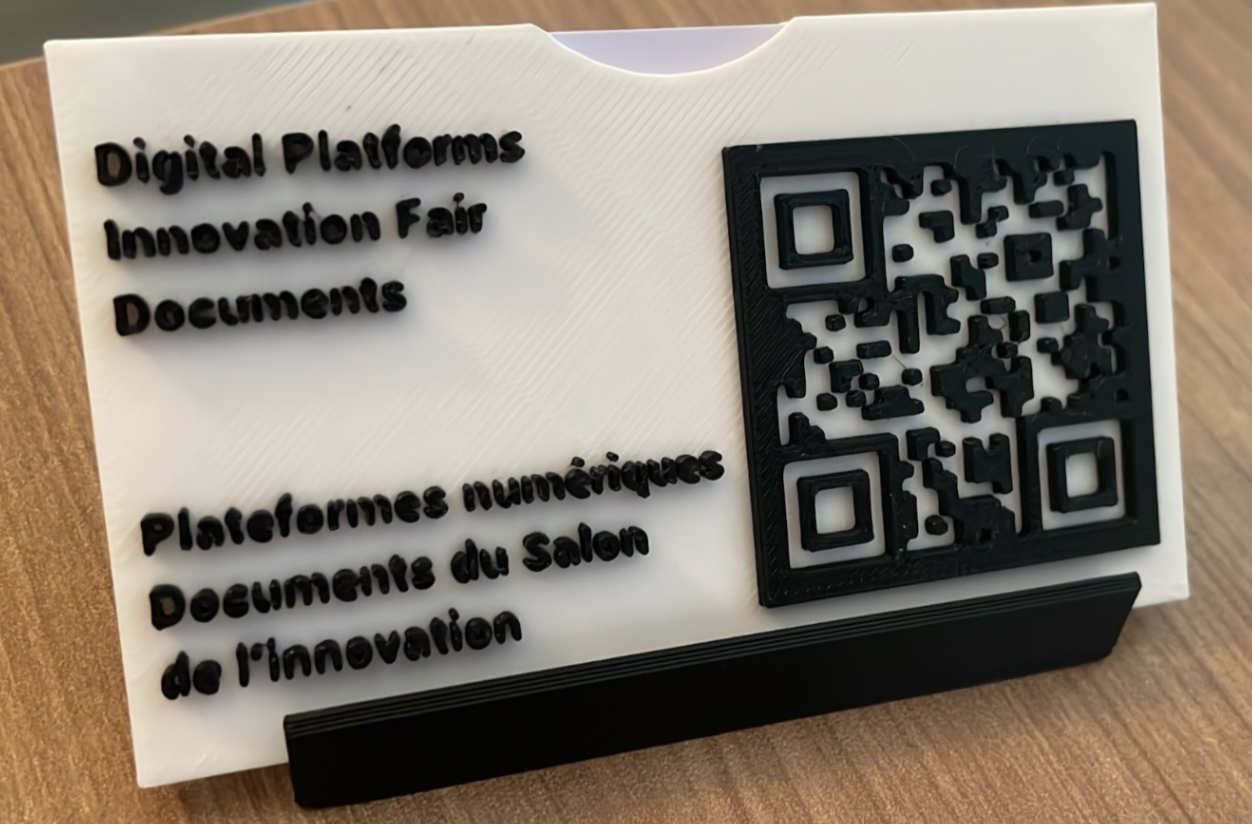 Digital Platforms
Innovation Fair
Documents
Plateformes numériques
Documents du Salon
de l'Innovation